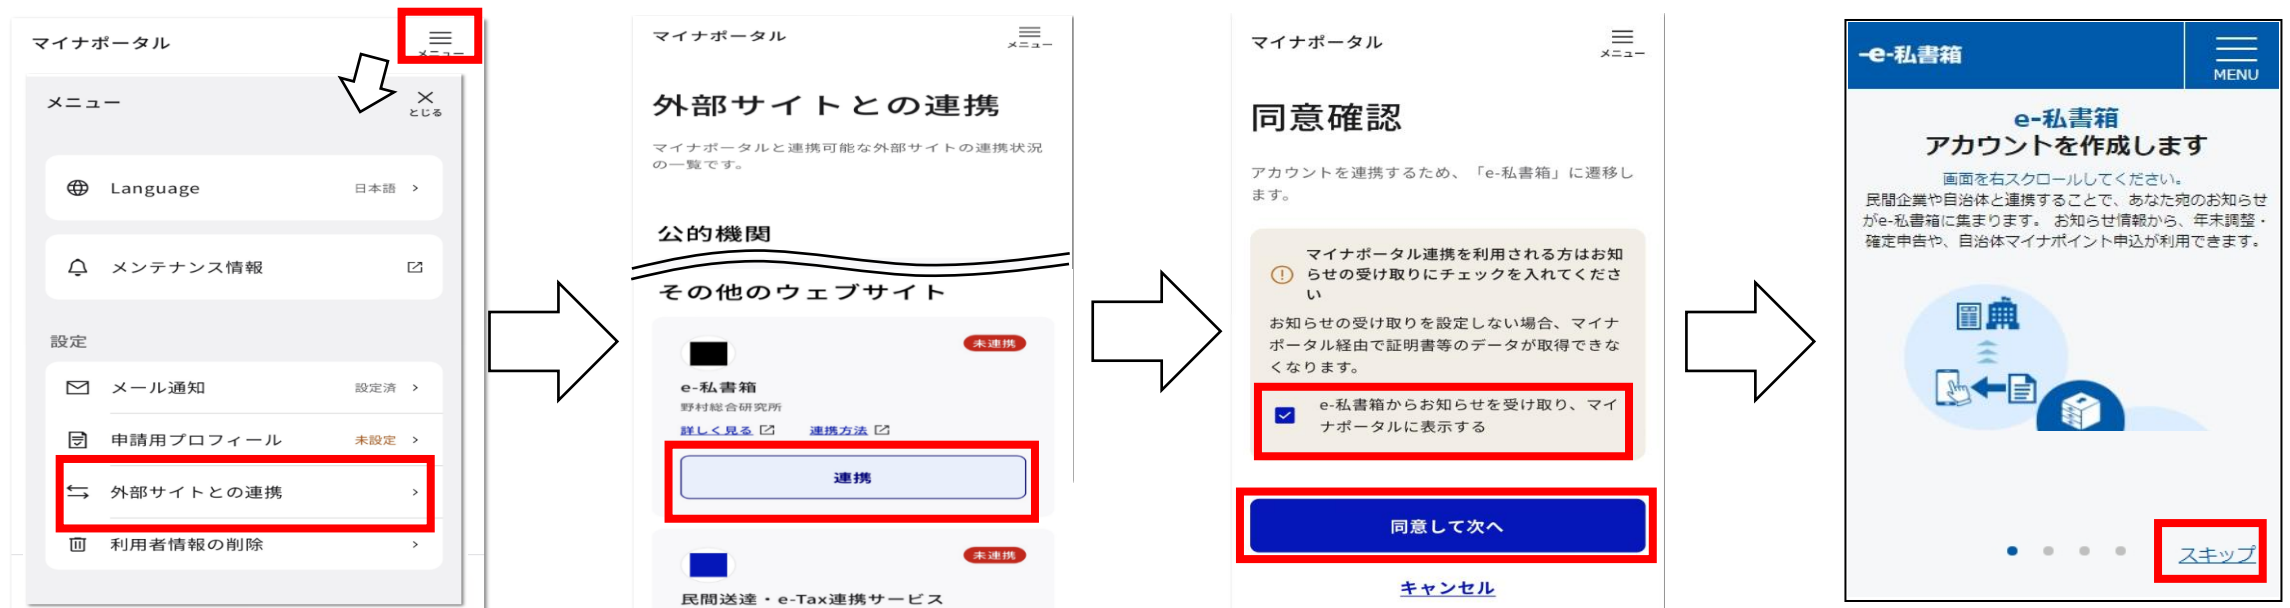 マイナポータル
メニュー
メニュー
とじる
Language 日本語
メンテナンス情報
設定
メール通知 設定済
申請用プロフィール 未設定
外部サイトとの連携
利用者情報の削除
マイナポータル
メニュー
外部サイトとの連携
マイナポータルと連携可能な外部サイトの連携状況
の一覧です。
公的機関
その他のウェブサイト
未連携
e-私書箱
野村総合研究所
詳しく見る 連携方法
連携
未連携
民間送達・e-Tax連携サービス
マイナポータル
メニュー
同意確認
アカウントを連携するため、「e-私書箱」に遷移し
ます。
マイナポータル連携を利用される方はお知
らせの受け取りにチェックを入れてくださ
い
お知らせの受け取りを設定しない場合、マイナ
ポータル経由で証明書等のデータが取得できな
くなります。
e-私書箱からお知らせを受け取り、マイ
ナポータルに表示する
同意して次へ
キャンセル
-e-私書箱
MENU
e-私書箱
アカウントを作成します
画面を右スクロールしてください。
民間企業や自治体と連携することで、あなた宛のお知らせ
がe-私書箱に集まります。 お知らせ情報から、年末調整・
確定申告や、自治体マイナポイント申込が利用できます。
スキップ